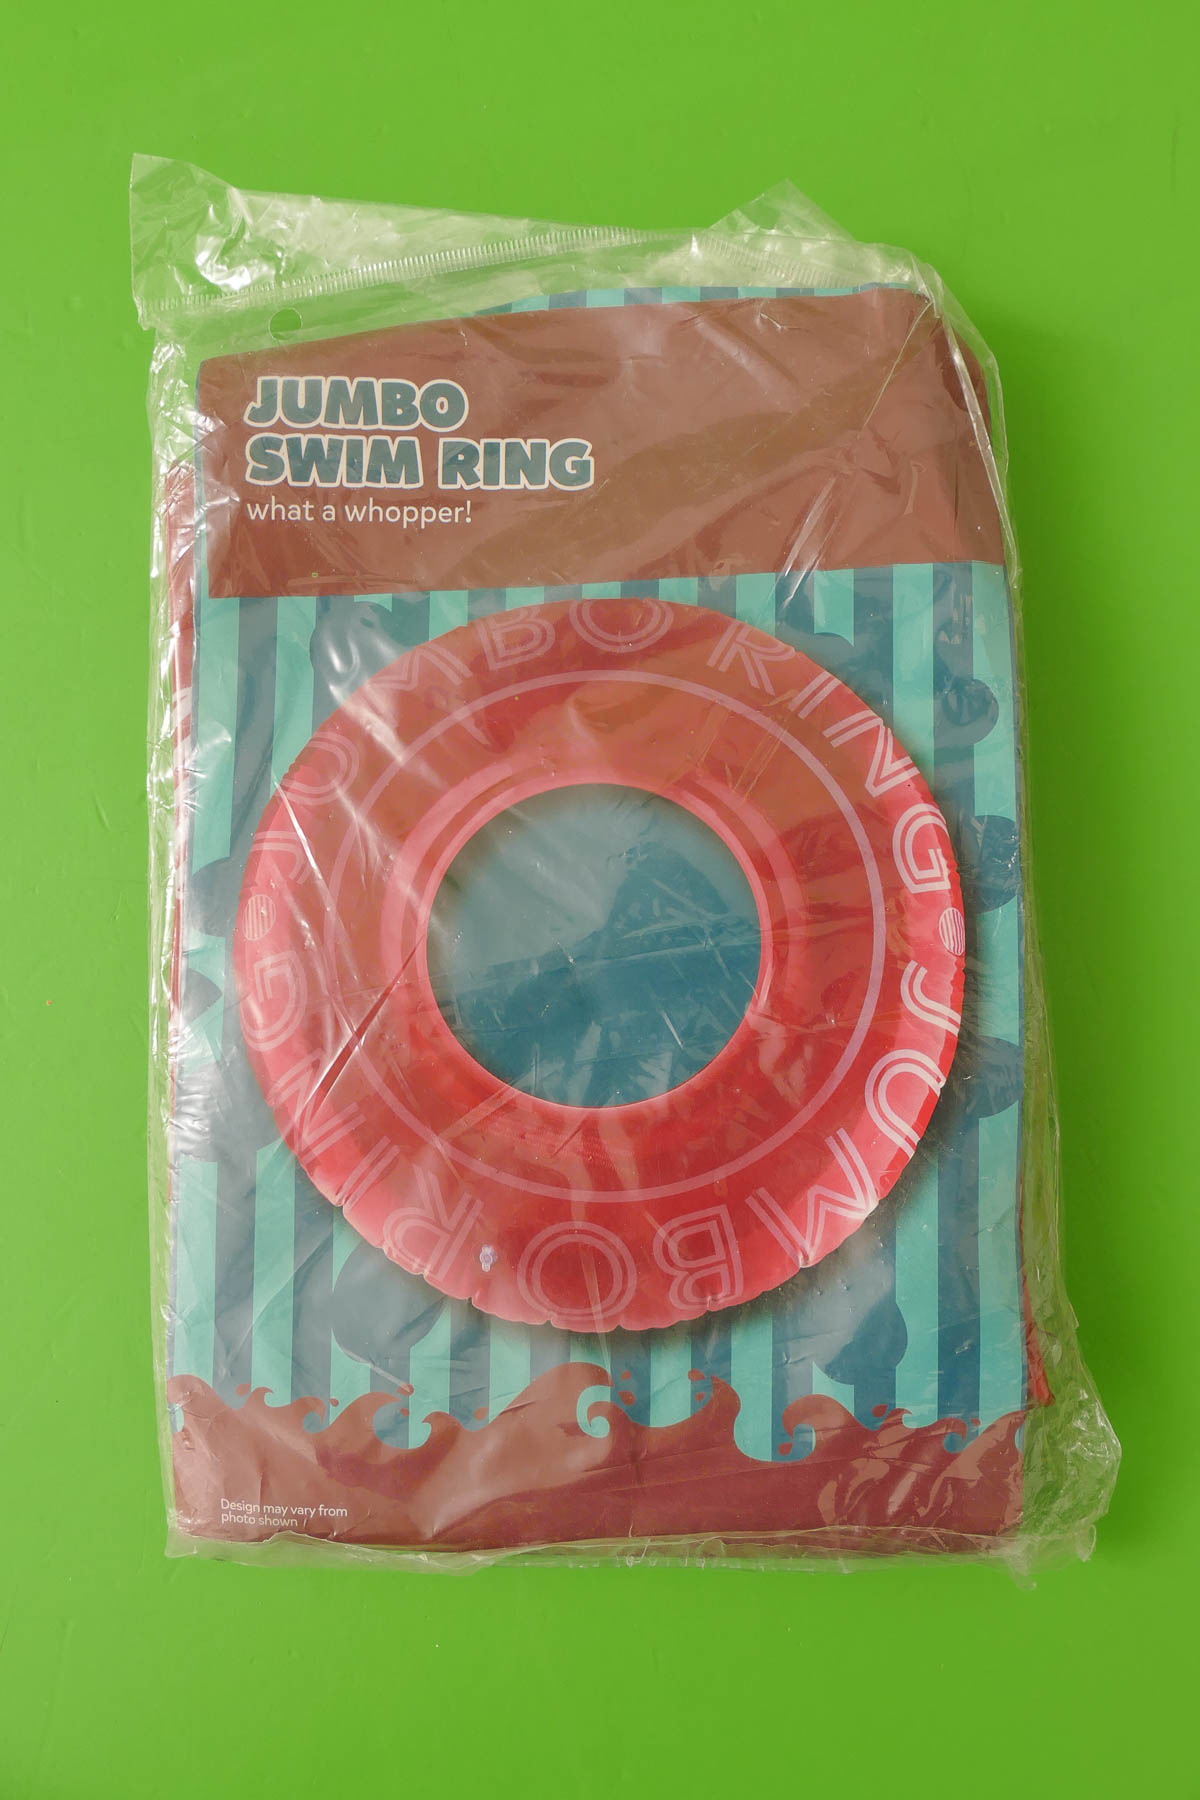 JUMBO
SWIM RING
what a whopper!
JUMBO RING • JUMBO RING •
Design may vary from
photo shown